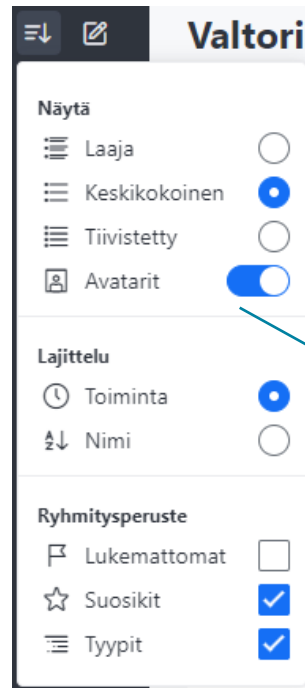 Valtori
Näytä
Laaja
Keskikokoinen
Tiivistetty
Avatarit
Lajittelu
Toiminta
Nimi
Ryhmitysperuste
Lukemattomat
Suosikit
Tyypit